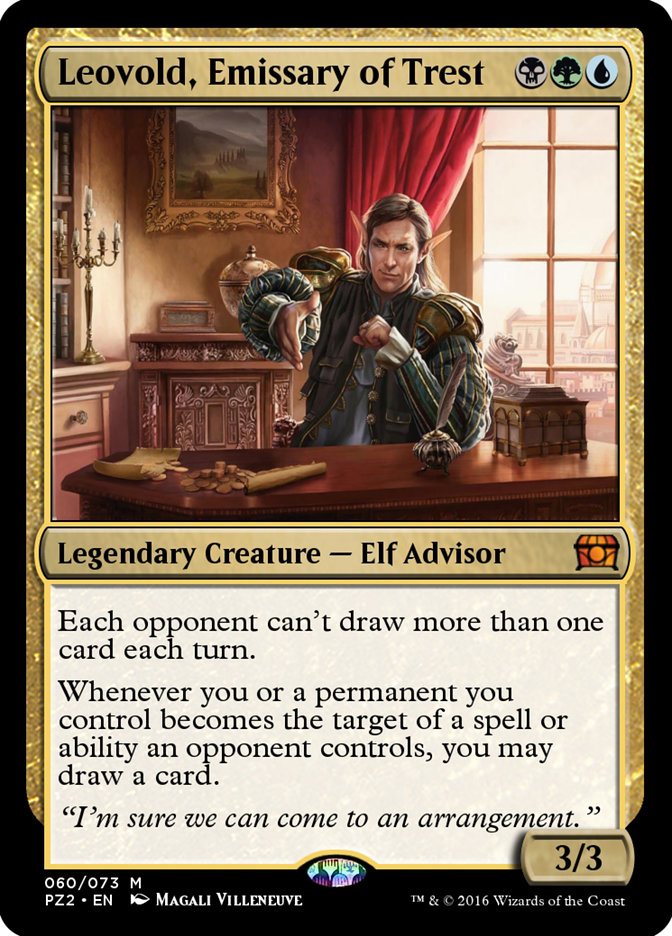 Leovold, Emissary of Trest
Legendary Creature — Elf Advisor
Each opponent can't draw more than one
card each turn.
Whenever you or a permanent you
control becomes the target of a spell or
ability an opponent controls, you may
draw a card.
“I'm sure we can come to an arrangement.”
3/3
060/073 M
PZ2 • EN Magali Villeneuve
™ & © 2016 Wizards of the Coast